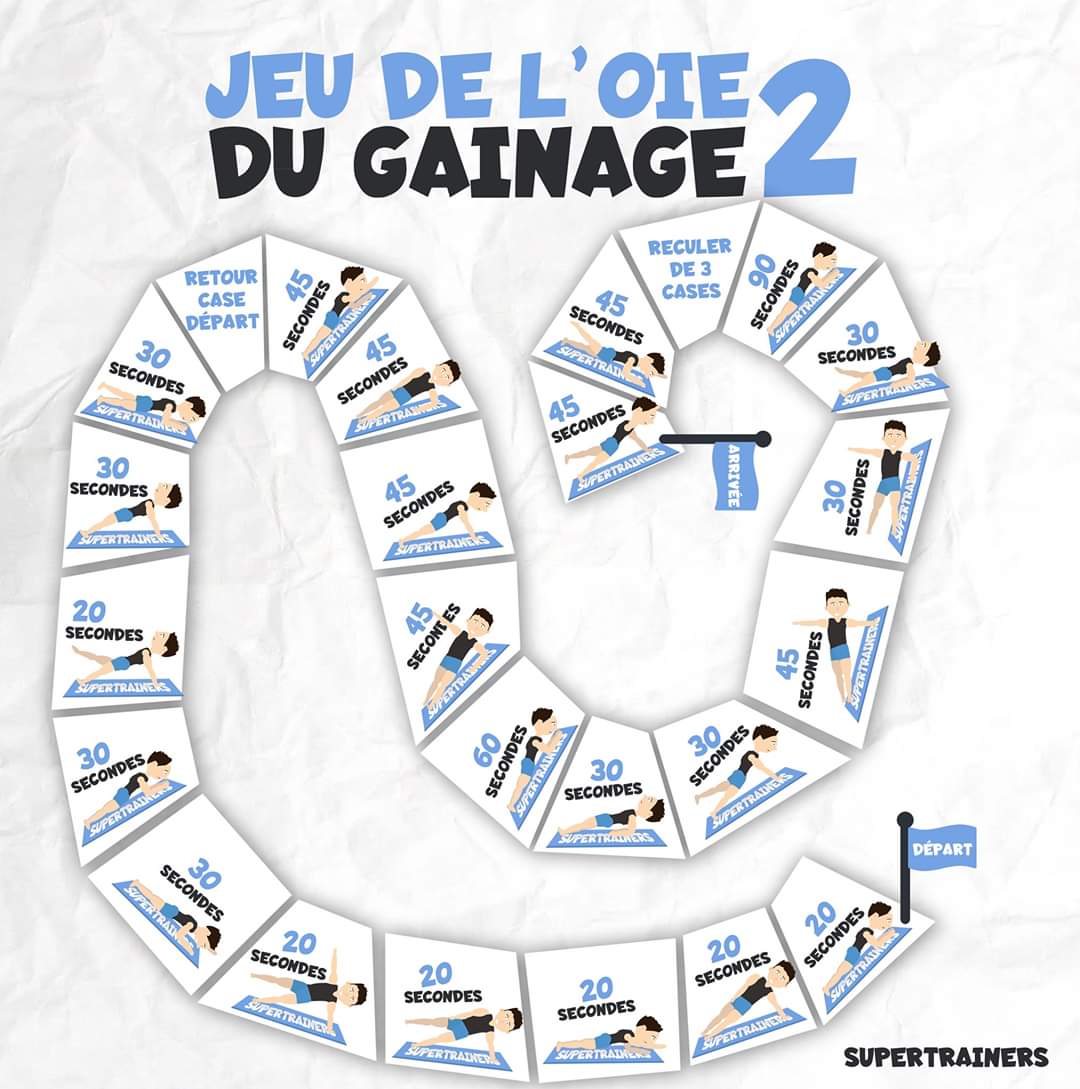 JEU DE L'OIE
DU GAINAGE 2
DÉPART
20
SECONDES
SUPERTRAINERS
20
SECONDES
SUPERTRAINERS
20
SECONDES
SUPERTRAINERS
20
SECONDES
SUPERTRAINERS
20
SECONDES
SUPERTRAINERS
30
SECONDES
SUPERTRAINERS
30
SECONDES
SUPERTRAINERS
20
SECONDES
SUPERTRAINERS
30
SECONDES
SUPERTRAINERS
30
SECONDES
SUPERTRAINERS
RETOUR
CASE
DÉPART
45
SECONDES
SUPERTRAINERS
45
SECONDES
SUPERTRAINERS
45
SECONDES
SUPERTRAINERS
45
SECONDES
SUPERTRAINERS
60
SECONDES
SUPERTRAINERS
30
SECONDES
SUPERTRAINERS
30
SECONDES
SUPERTRAINERS
45
SECONDES
SUPERTRAINERS
30
SECONDES
SUPERTRAINERS
30
SECONDES
SUPERTRAINERS
90
SECONDES
SUPERTRAINERS
RECULER
DE 3
CASES
45
SECONDES
SUPERTRAINERS
45
SECONDES
SUPERTRAINERS
ARRIVÉE
SUPERTRAINERS